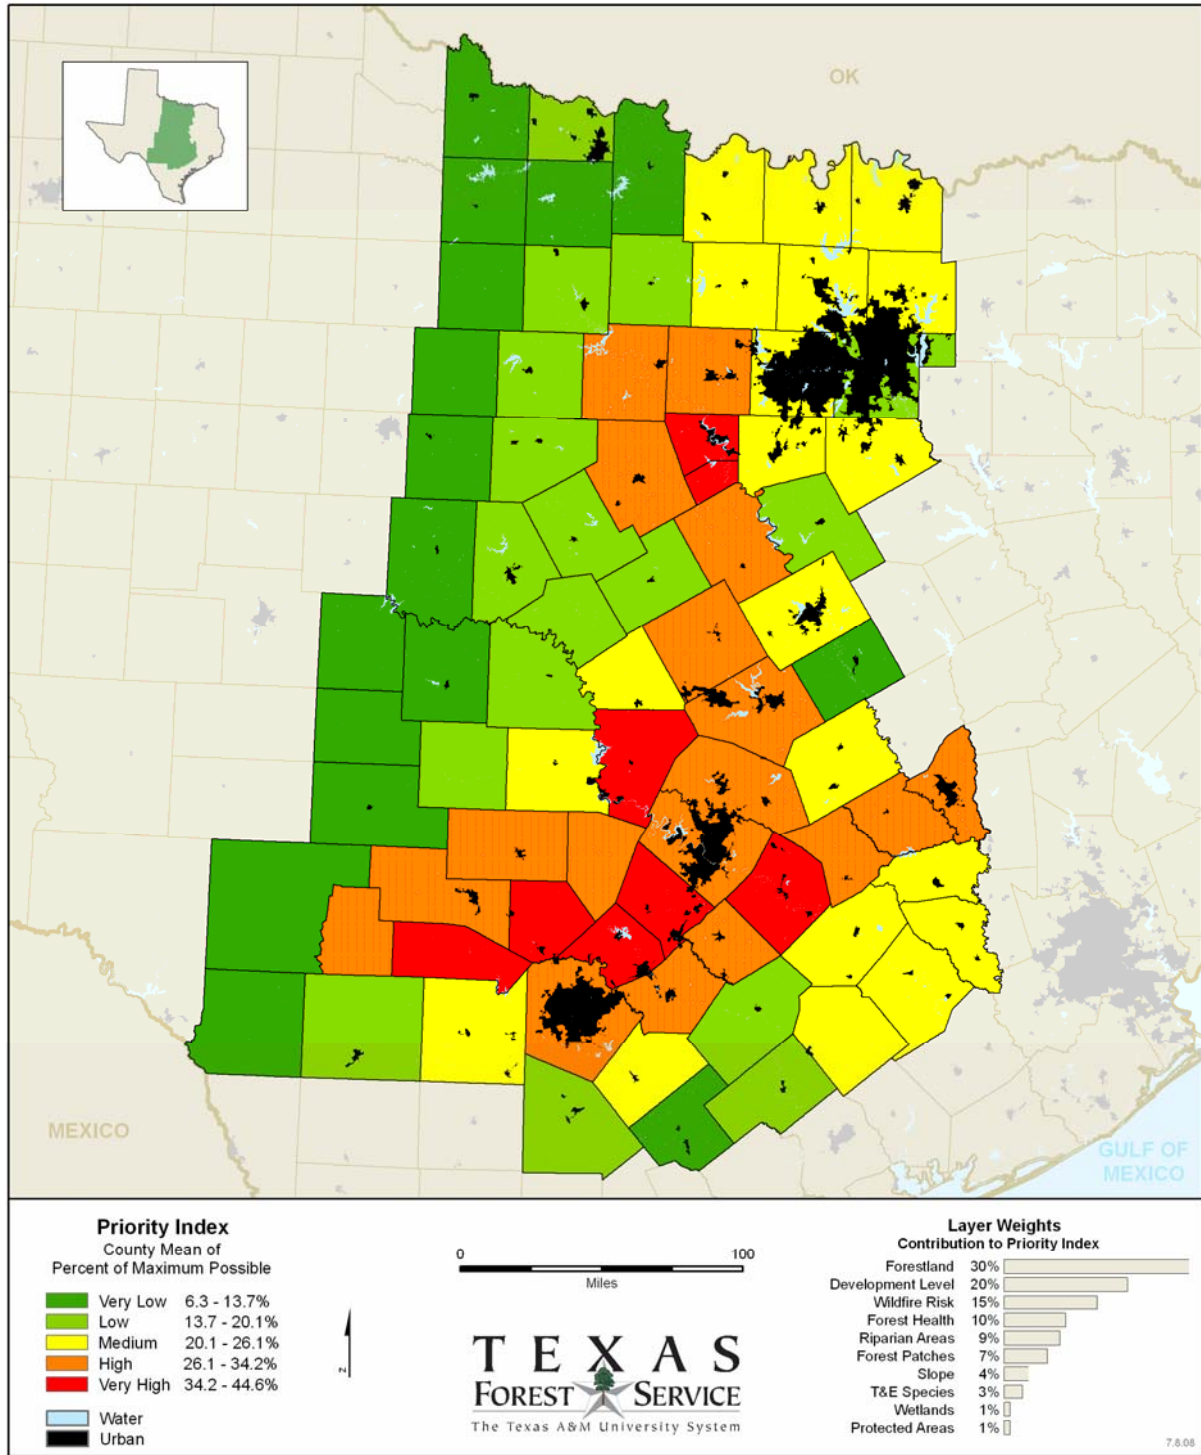 OK
MEXICO
GULF OF
MEXICO
Priority Index
County Mean of
Percent of Maximum Possible
Very Low 6.3 - 13.7%
Low 13.7 - 20.1%
Medium 20.1 - 26.1%
High 26.1 - 34.2%
Very High 34.2 - 44.6%
Water
Urban
0 100
Miles
N
TEXAS
FOREST SERVICE
The Texas A&M University System
Layer Weights
Contribution to Priority Index
Forestland 30%
Development Level 20%
Wildfire Risk 15%
Forest Health 10%
Riparian Areas 9%
Forest Patches 7%
Slope 4%
T&E Species 3%
Wetlands 1%
Protected Areas 1%
7.8.08